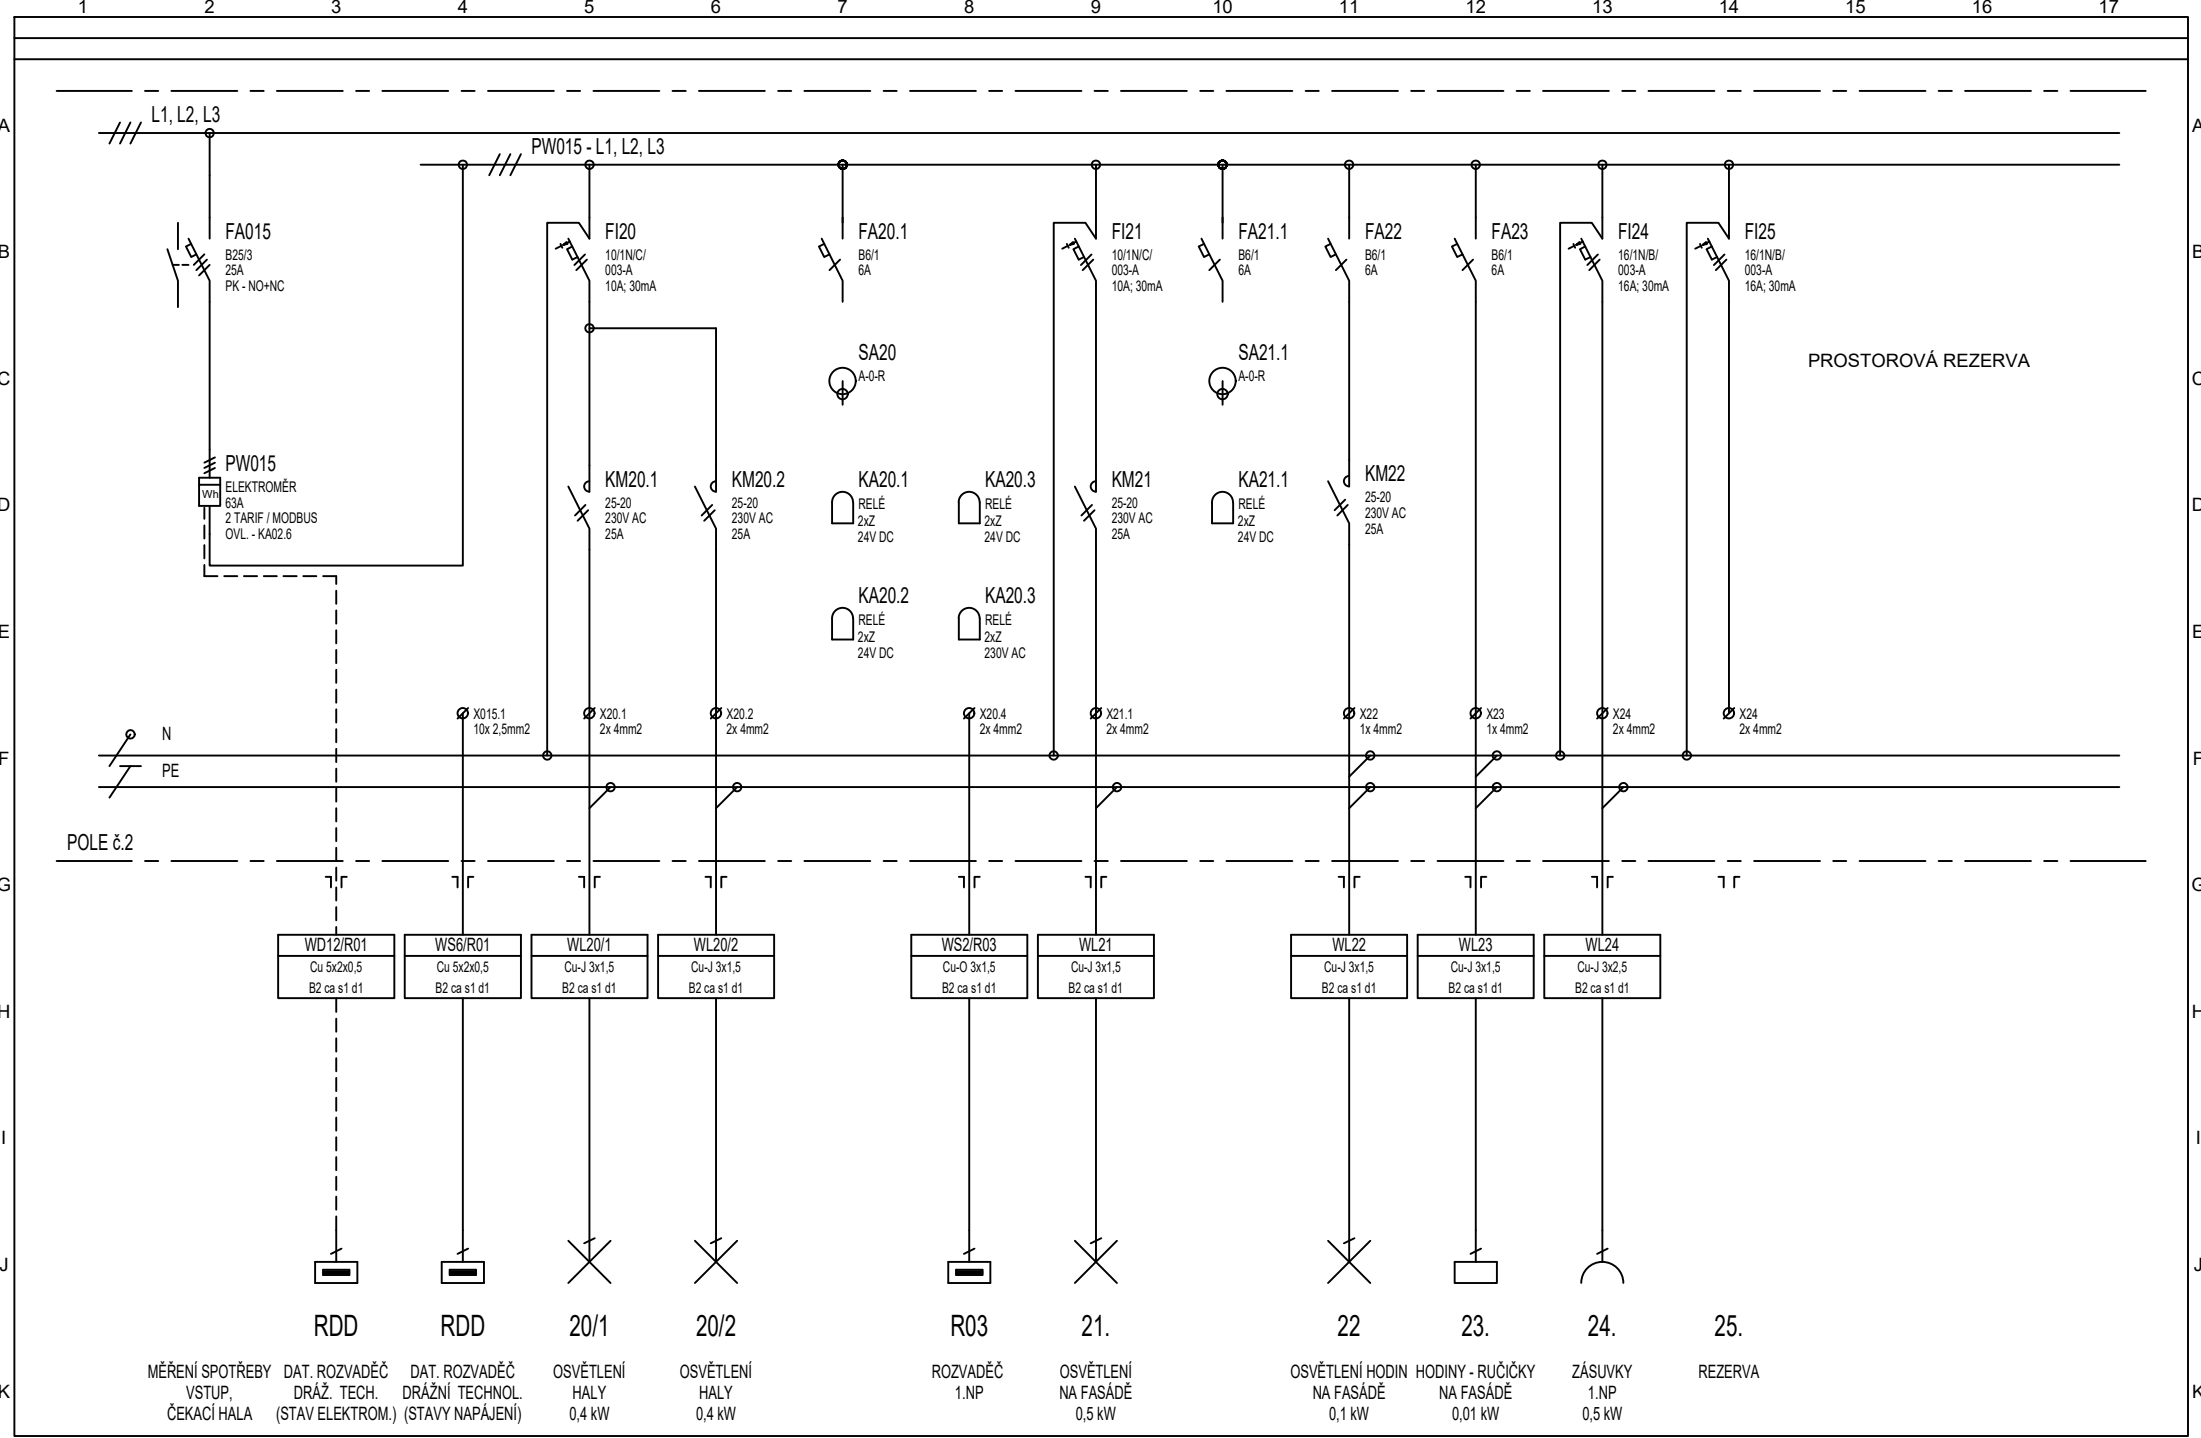 1 2 3 4 5 6 7 8 9 10 11 12 13 14 15 16 17
A A
L1, L2, L3
PW015 - L1, L2, L3
B B
FA015
B25/3
25A
PK - NO+NC
FI20
10/1N/C/
003-A
10A; 30mA
FA20.1
B6/1
6A
FI21
10/1N/C/
003-A
10A; 30mA
FA21.1
B6/1
6A
FA22
B6/1
6A
FA23
B6/1
6A
FI24
16/1N/B/
003-A
16A; 30mA
FI25
16/1N/B/
003-A
16A; 30mA
C C
SA20
A-0-R
SA21.1
A-0-R
PROSTOROVÁ REZERVA
D D
PW015
Wh
ELEKTROMĚR
63A
2 TARIF / MODBUS
OVL. - KA02.6
KM20.1
25-20
230V AC
25A
KM20.2
25-20
230V AC
25A
KA20.1
RELÉ
2xZ
24V DC
KA20.3
RELÉ
2xZ
24V DC
KM21
25-20
230V AC
25A
KA21.1
RELÉ
2xZ
24V DC
KM22
25-20
230V AC
25A
E E
KA20.2
RELÉ
2xZ
24V DC
KA20.3
RELÉ
2xZ
230V AC
X015.1
10x 2,5mm2
X20.1
2x 4mm2
X20.2
2x 4mm2
X20.4
2x 4mm2
X21.1
2x 4mm2
X22
1x 4mm2
X23
1x 4mm2
X24
2x 4mm2
X24
2x 4mm2
N
F F
PE
POLE č.2
G G
WD12/R01
Cu 5x2x0,5
B2 ca s1 d1
WS6/R01
Cu 5x2x0,5
B2 ca s1 d1
WL20/1
Cu-J 3x1,5
B2 ca s1 d1
WL20/2
Cu-J 3x1,5
B2 ca s1 d1
WS2/R03
Cu-O 3x1,5
B2 ca s1 d1
WL21
Cu-J 3x1,5
B2 ca s1 d1
WL22
Cu-J 3x1,5
B2 ca s1 d1
WL23
Cu-J 3x1,5
B2 ca s1 d1
WL24
Cu-J 3x2,5
B2 ca s1 d1
H H
I I
J J
RDD RDD 20/1 20/2 R03 21. 22 23. 24. 25.
K K
MĚŘENÍ SPOTŘEBY
VSTUP,
ČEKACÍ HALA
DAT. ROZVADĚČ
DRÁŽ. TECH.
(STAV ELEKTROM.)
DAT. ROZVADĚČ
DRÁŽNÍ TECHNOL.
(STAVY NAPÁJENÍ)
OSVĚTLENÍ
HALY
0,4 kW
OSVĚTLENÍ
HALY
0,4 kW
ROZVADĚČ
1.NP
OSVĚTLENÍ
NA FASÁDĚ
0,5 kW
OSVĚTLENÍ HODIN
NA FASÁDĚ
0,1 kW
HODINY - RUČIČKY
NA FASÁDĚ
0,01 kW
ZÁSUVKY
1.NP
0,5 kW
REZERVA